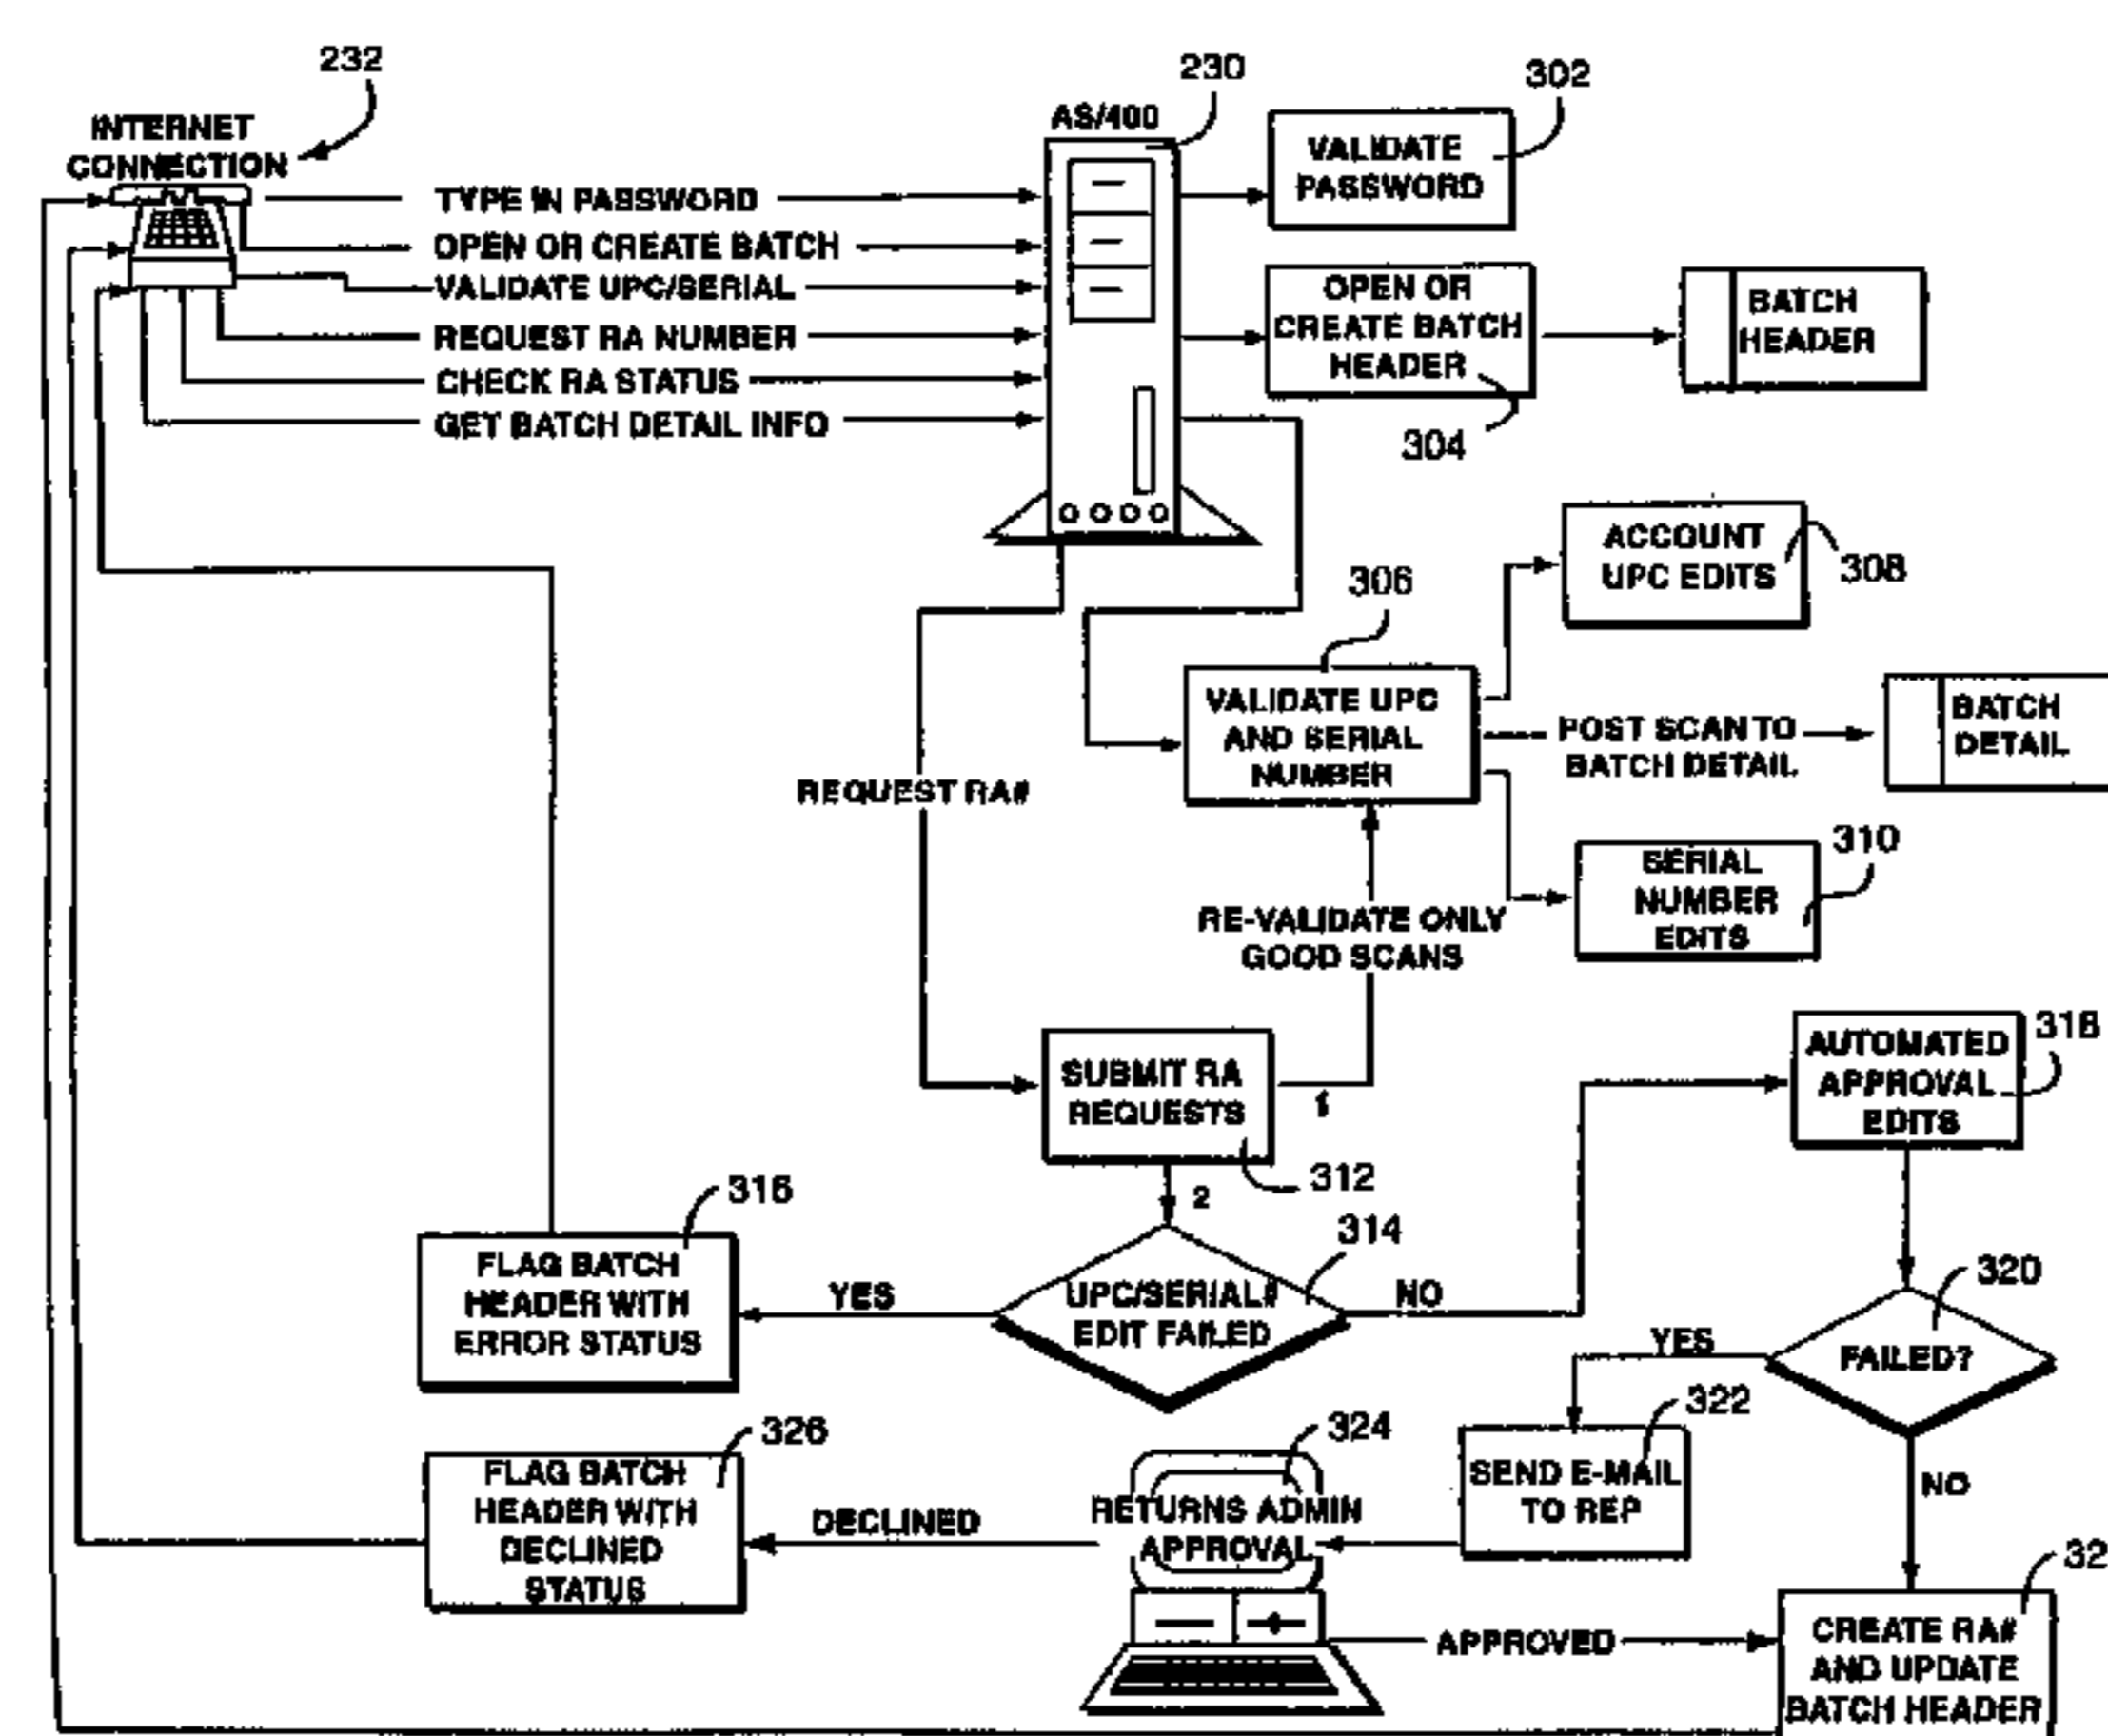 232
INTERNET
CONNECTION
230
AS/400
302
VALIDATE
PASSWORD
TYPE IN PASSWORD
OPEN OR CREATE BATCH
VALIDATE UPC/SERIAL
REQUEST RA NUMBER
CHECK RA STATUS
GET BATCH DETAIL INFO
OPEN OR
CREATE BATCH
HEADER
304
BATCH
HEADER
ACCOUNT
UPC EDITS
308
306
VALIDATE UPC
AND SERIAL
NUMBER
POST SCAN TO
BATCH DETAIL
BATCH
DETAIL
REQUEST RA#
310
SERIAL
NUMBER
EDITS
RE-VALIDATE ONLY
GOOD SCANS
SUBMIT RA
REQUESTS
1
312
2
318
AUTOMATED
APPROVAL
EDITS
316
FLAG BATCH
HEADER WITH
ERROR STATUS
YES
314
UPC/SERIAL#
EDIT FAILED
NO
320
FAILED?
YES
NO
322
SEND E-MAIL
TO REP
324
RETURNS ADMIN
APPROVAL
DECLINED
326
FLAG BATCH
HEADER WITH
DECLINED
STATUS
APPROVED
32
CREATE RA#
AND UPDATE
BATCH HEADER